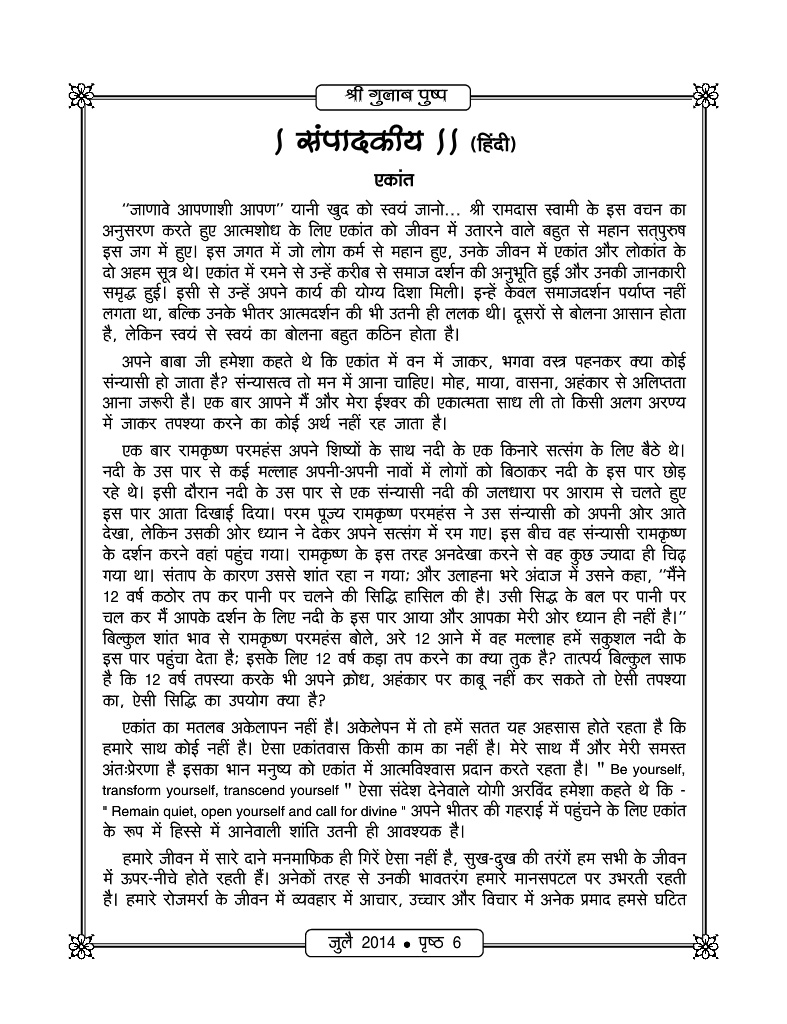 श्री गुलाब पुष्प
। संपादकीय ।। (हिंदी)
एकांत
"जाणावे आपणाशी आपण" यानी खुद को स्वयं जानो... श्री रामदास स्वामी के इस वचन का
अनुसरण करते हुए आत्मशोध के लिए एकांत को जीवन में उतारने वाले बहुत से महान सत्पुरुष
इस जग में हुए। इस जगत में जो लोग कर्म से महान हुए, उनके जीवन में एकांत और लोकांत के
दो अहम सूत्र थे। एकांत में रमने से उन्हें करीब से समाज दर्शन की अनुभूति हुई और उनकी जानकारी
समृद्ध हुई। इसी से उन्हें अपने कार्य की योग्य दिशा मिली। इन्हें केवल समाजदर्शन पर्याप्त नहीं
लगता था, बल्कि उनके भीतर आत्मदर्शन की भी उतनी ही ललक थी। दूसरों से बोलना आसान होता
है, लेकिन स्वयं से स्वयं का बोलना बहुत कठिन होता है।
अपने बाबा जी हमेशा कहते थे कि एकांत में वन में जाकर, भगवा वस्त्र पहनकर क्या कोई
संन्यासी हो जाता है? संन्यासत्व तो मन में आना चाहिए। मोह, माया, वासना, अहंकार से अलिप्तता
आना जरूरी है। एक बार आपने मैं और मेरा ईश्वर की एकात्मता साध ली तो किसी अलग अरण्य
में जाकर तपश्या करने का कोई अर्थ नहीं रह जाता है।
एक बार रामकृष्ण परमहंस अपने शिष्यों के साथ नदी के एक किनारे सत्संग के लिए बैठे थे।
नदी के उस पार से कई मल्लाह अपनी-अपनी नावों में लोगों को बिठाकर नदी के इस पार छोड़
रहे थे। इसी दौरान नदी के उस पार से एक संन्यासी नदी की जलधारा पर आराम से चलते हुए
इस पार आता दिखाई दिया। परम पूज्य रामकृष्ण परमहंस ने उस संन्यासी को अपनी ओर आते
देखा, लेकिन उसकी ओर ध्यान ने देकर अपने सत्संग में रम गए। इस बीच वह संन्यासी रामकृष्ण
के दर्शन करने वहां पहुंच गया। रामकृष्ण के इस तरह अनदेखा करने से वह कुछ ज्यादा ही चिढ़
गया था। संताप के कारण उससे शांत रहा न गया; और उलाहना भरे अंदाज में उसने कहा, "मैंने
12 वर्ष कठोर तप कर पानी पर चलने की सिद्धि हासिल की है। उसी सिद्ध के बल पर पानी पर
चल कर मैं आपके दर्शन के लिए नदी के इस पार आया और आपका मेरी ओर ध्यान ही नहीं है।"
बिल्कुल शांत भाव से रामकृष्ण परमहंस बोले, अरे 12 आने में वह मल्लाह हमें सकुशल नदी के
इस पार पहुंचा देता है; इसके लिए 12 वर्ष कड़ा तप करने का क्या तुक है? तात्पर्य बिल्कुल साफ
है कि 12 वर्ष तपस्या करके भी अपने क्रोध, अहंकार पर काबू नहीं कर सकते तो ऐसी तपश्या
का, ऐसी सिद्धि का उपयोग क्या है?
एकांत का मतलब अकेलापन नहीं है। अकेलेपन में तो हमें सतत यह अहसास होते रहता है कि
हमारे साथ कोई नहीं है। ऐसा एकांतवास किसी काम का नहीं है। मेरे साथ मैं और मेरी समस्त
अंतःप्रेरणा है इसका भान मनुष्य को एकांत में आत्मविश्वास प्रदान करते रहता है। " Be yourself,
transform yourself, transcend yourself " ऐसा संदेश देनेवाले योगी अरविंद हमेशा कहते थे कि -
" Remain quiet, open yourself and call for divine " अपने भीतर की गहराई में पहुंचने के लिए एकांत
के रूप में हिस्से में आनेवाली शांति उतनी ही आवश्यक है।
हमारे जीवन में सारे दाने मनमाफिक ही गिरें ऐसा नहीं है, सुख-दुख की तरंगें हम सभी के जीवन
में ऊपर-नीचे होते रहती हैं। अनेकों तरह से उनकी भावतरंग हमारे मानसपटल पर उभरती रहती
है। हमारे रोजमर्रा के जीवन में व्यवहार में आचार, उच्चार और विचार में अनेक प्रमाद हमसे घटित
जुलै 2014 ● पृष्ठ 6